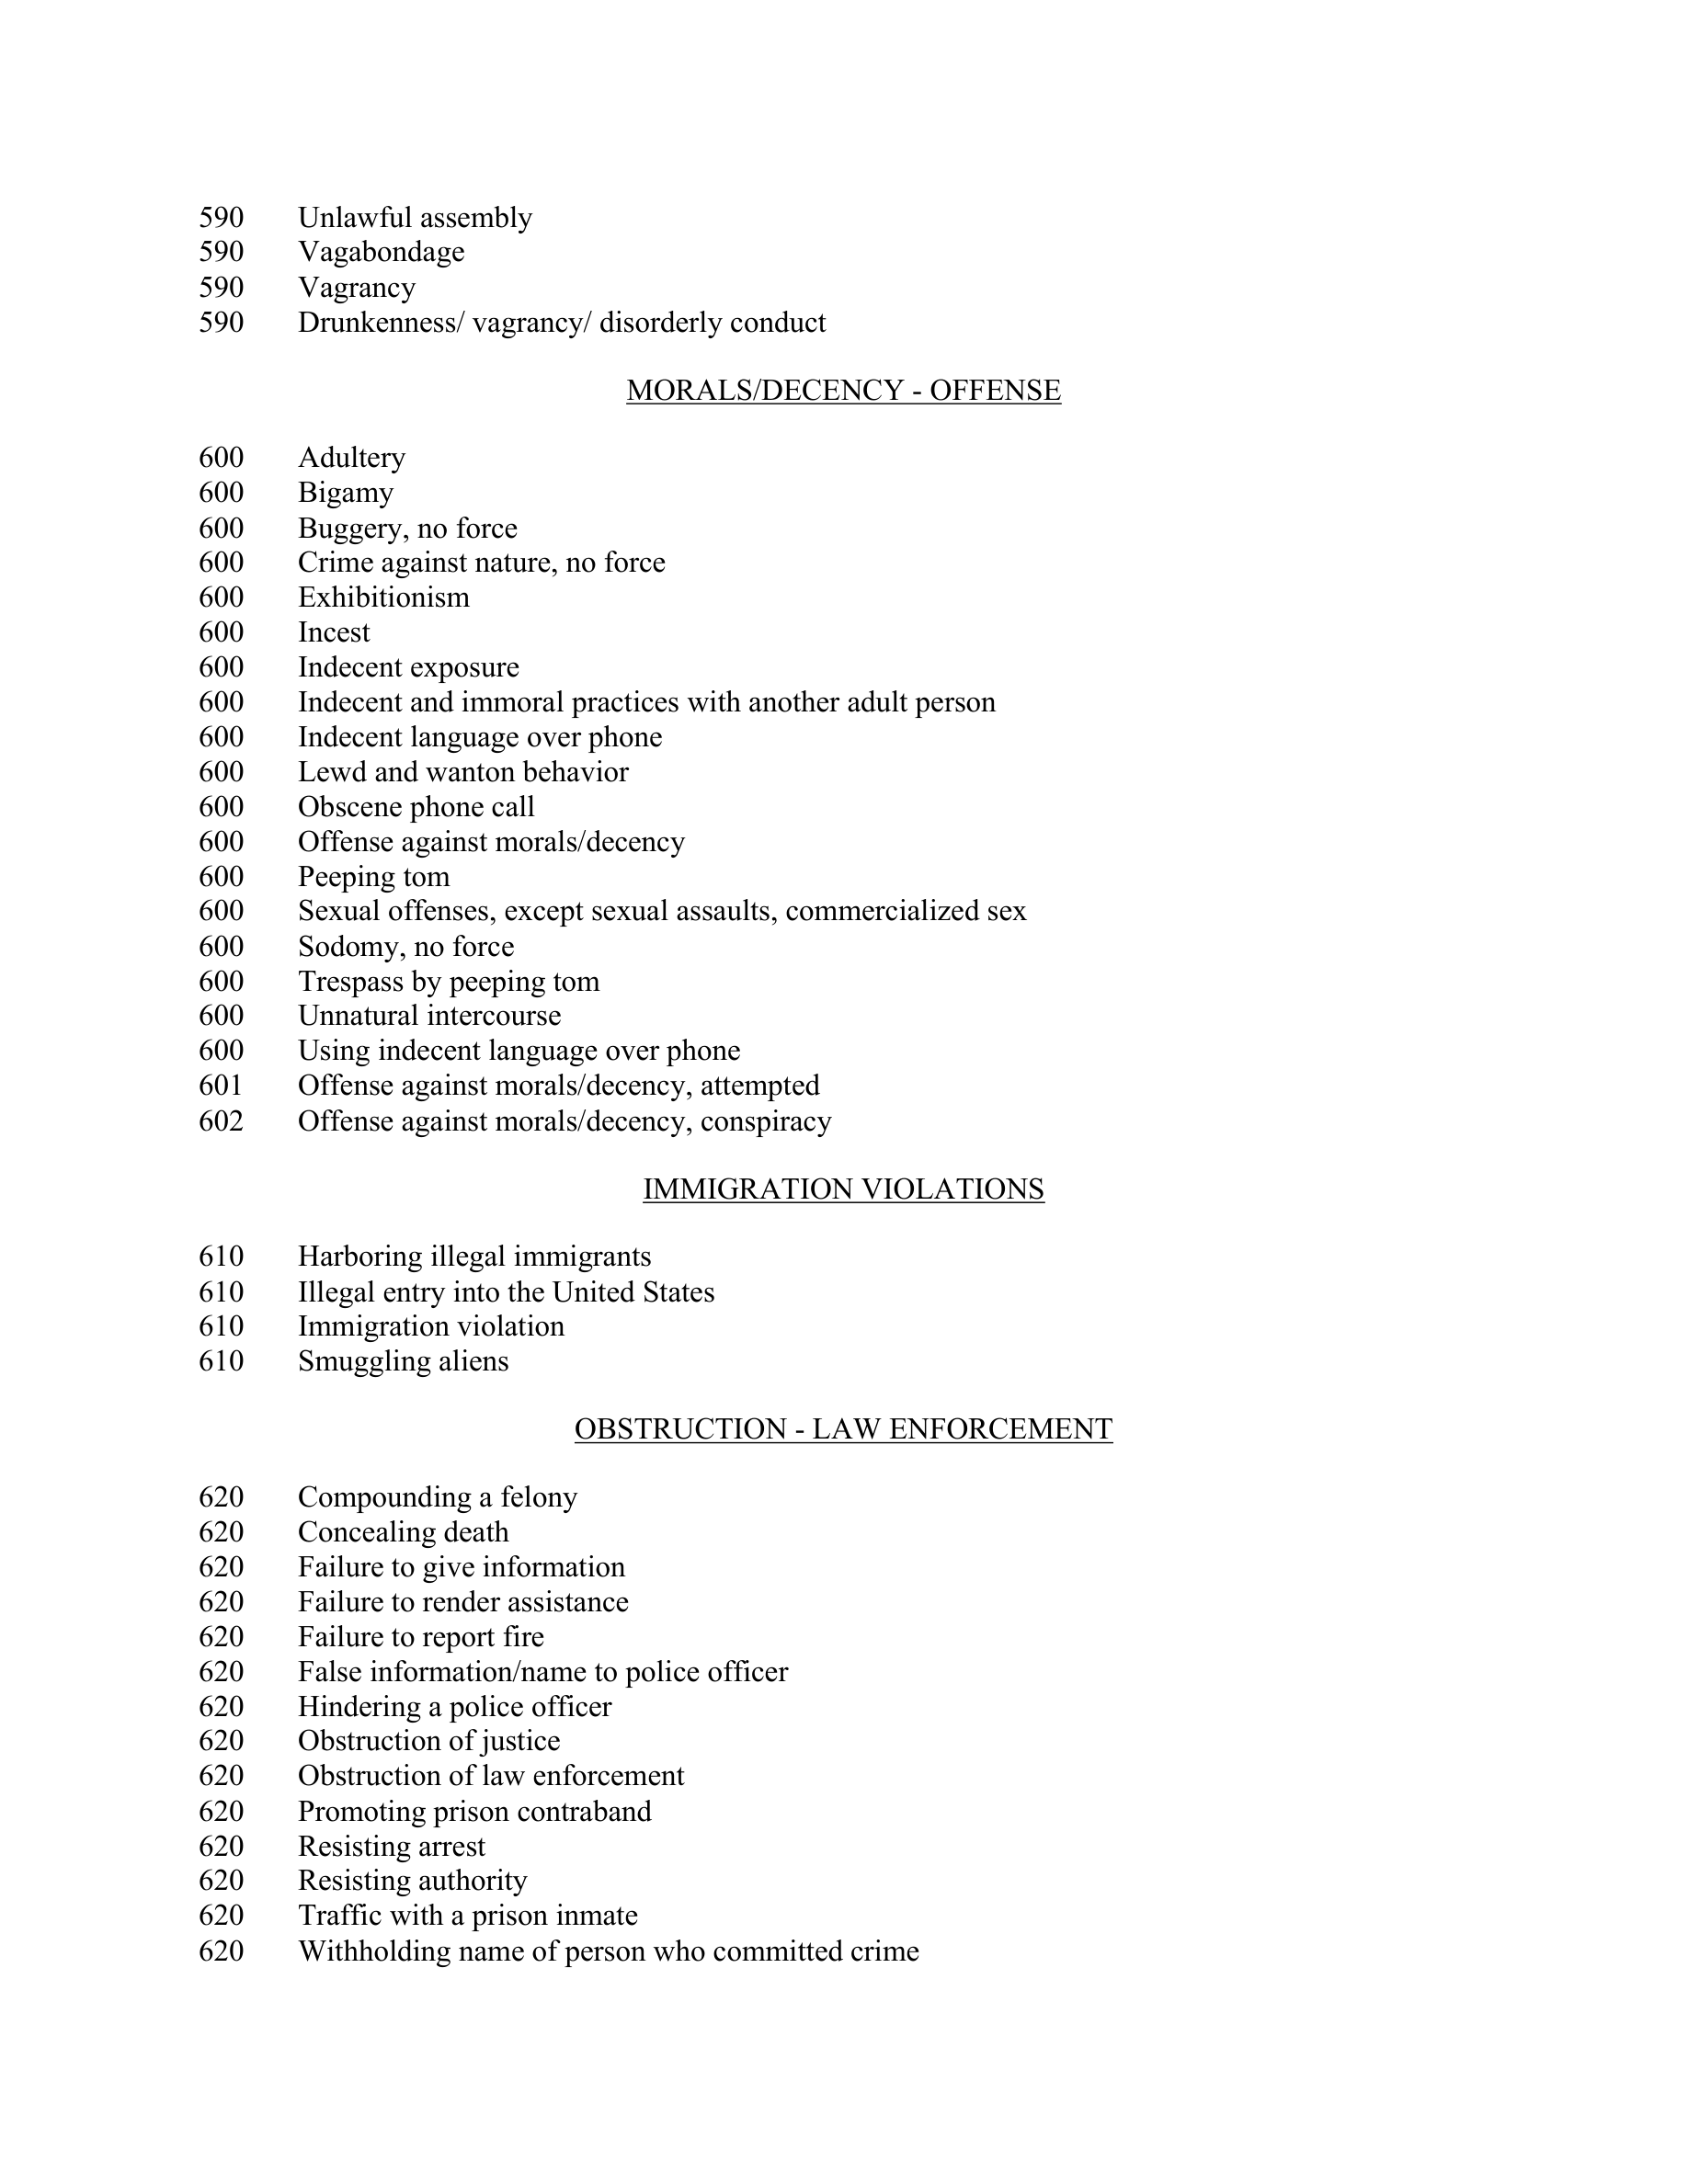 590 Unlawful assembly
590 Vagabondage
590 Vagrancy
590 Drunkenness/ vagrancy/ disorderly conduct
MORALS/DECENCY - OFFENSE
600 Adultery
600 Bigamy
600 Buggery, no force
600 Crime against nature, no force
600 Exhibitionism
600 Incest
600 Indecent exposure
600 Indecent and immoral practices with another adult person
600 Indecent language over phone
600 Lewd and wanton behavior
600 Obscene phone call
600 Offense against morals/decency
600 Peeping tom
600 Sexual offenses, except sexual assaults, commercialized sex
600 Sodomy, no force
600 Trespass by peeping tom
600 Unnatural intercourse
600 Using indecent language over phone
601 Offense against morals/decency, attempted
602 Offense against morals/decency, conspiracy
IMMIGRATION VIOLATIONS
610 Harboring illegal immigrants
610 Illegal entry into the United States
610 Immigration violation
610 Smuggling aliens
OBSTRUCTION - LAW ENFORCEMENT
620 Compounding a felony
620 Concealing death
620 Failure to give information
620 Failure to render assistance
620 Failure to report fire
620 False information/name to police officer
620 Hindering a police officer
620 Obstruction of justice
620 Obstruction of law enforcement
620 Promoting prison contraband
620 Resisting arrest
620 Resisting authority
620 Traffic with a prison inmate
620 Withholding name of person who committed crime